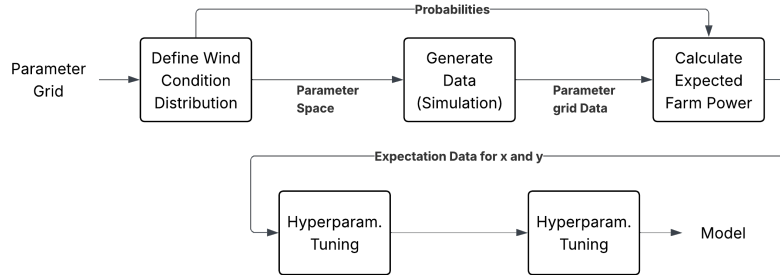 Probabilities
Parameter
Grid
Define Wind
Condition
Distribution
Parameter
Space
Generate
Data
(Simulation)
Parameter
grid Data
Calculate
Expected
Farm Power
Expectation Data for x and y
Hyperparam.
Tuning
Hyperparam.
Tuning
Model